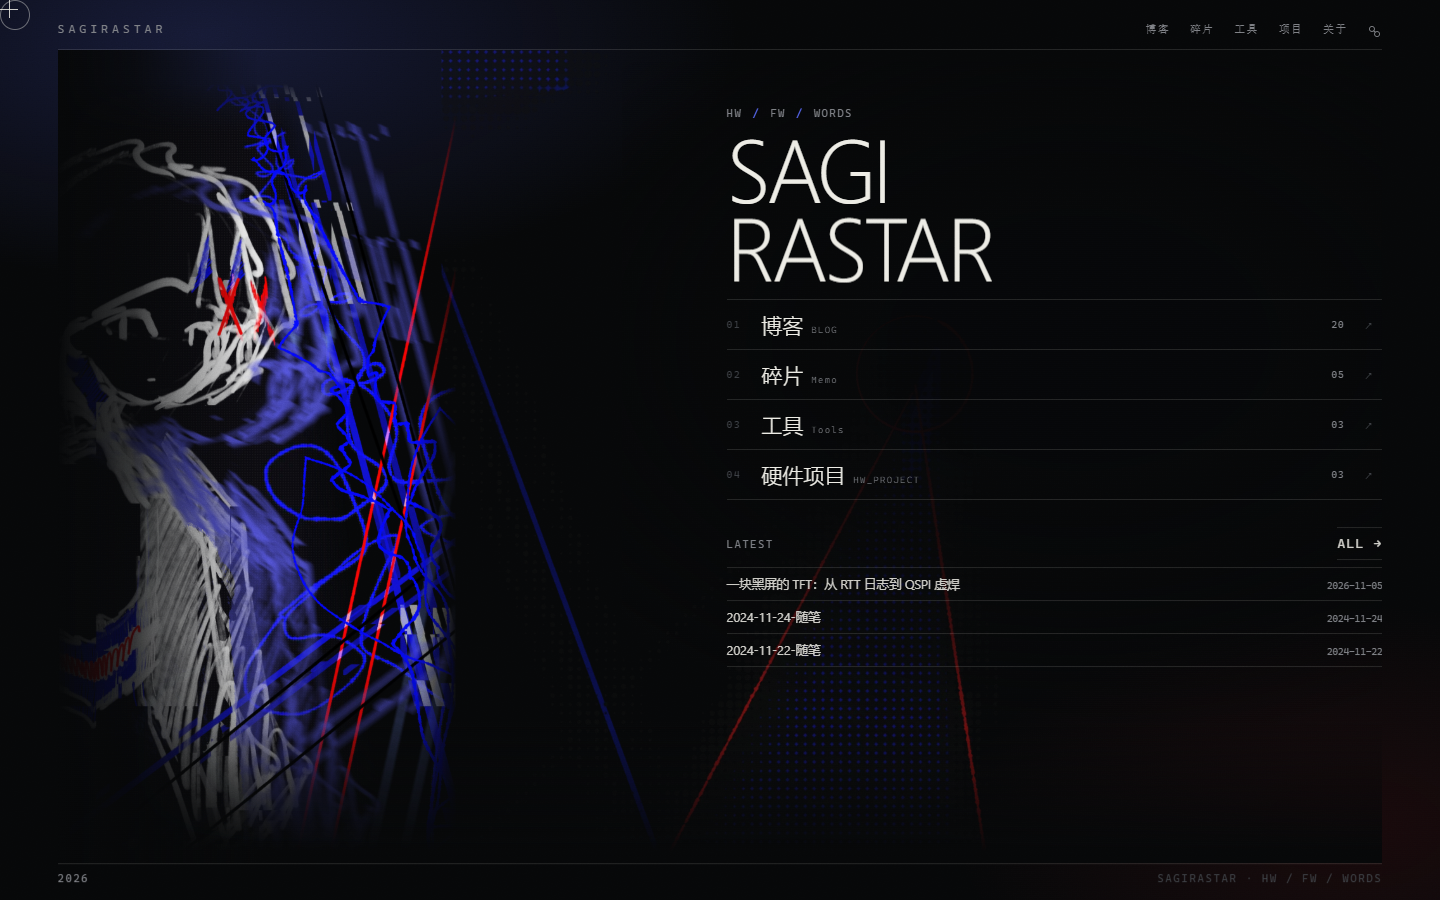 SAGIRASTAR
博客 碎片 工具 项目 关于
HW / FW / WORDS
SAGI
RASTAR
01 博客 BLOG 20 ↗
02 碎片 Memo 05 ↗
03 工具 Tools 03 ↗
04 硬件项目 HW_PROJECT 03 ↗
LATEST ALL →
一块黑屏的 TFT：从 RTT 日志到 QSPI 虚焊 2026-11-05
2024-11-24-随笔 2024-11-24
2024-11-22-随笔 2024-11-22
2026 SAGIRASTAR · HW / FW / WORDS